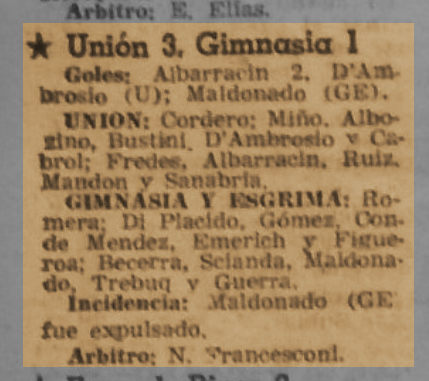 Arbitro: E. Elías.
★ Unión 3, Gimnasia 1
Goles: Albarracin 2, D'Am-
brosio (U); Maldonado (GE).
UNION: Cordero; Miño, Albo-
zino, Bustini, D'Ambrosio y Ca-
brol; Fredes, Albarracin, Ruiz,
Mandon y Sanabria.
GIMNASIA Y ESGRIMA: Ro-
mera; Di Placido, Gómez, Con-
de Mendez, Emerich y Figue-
roa; Becerra, Scianda, Maldona-
do, Trebuq y Guerra.
Incidencia: Maldonado (GE
fue expulsado.
Arbitro: N. Francesconi.